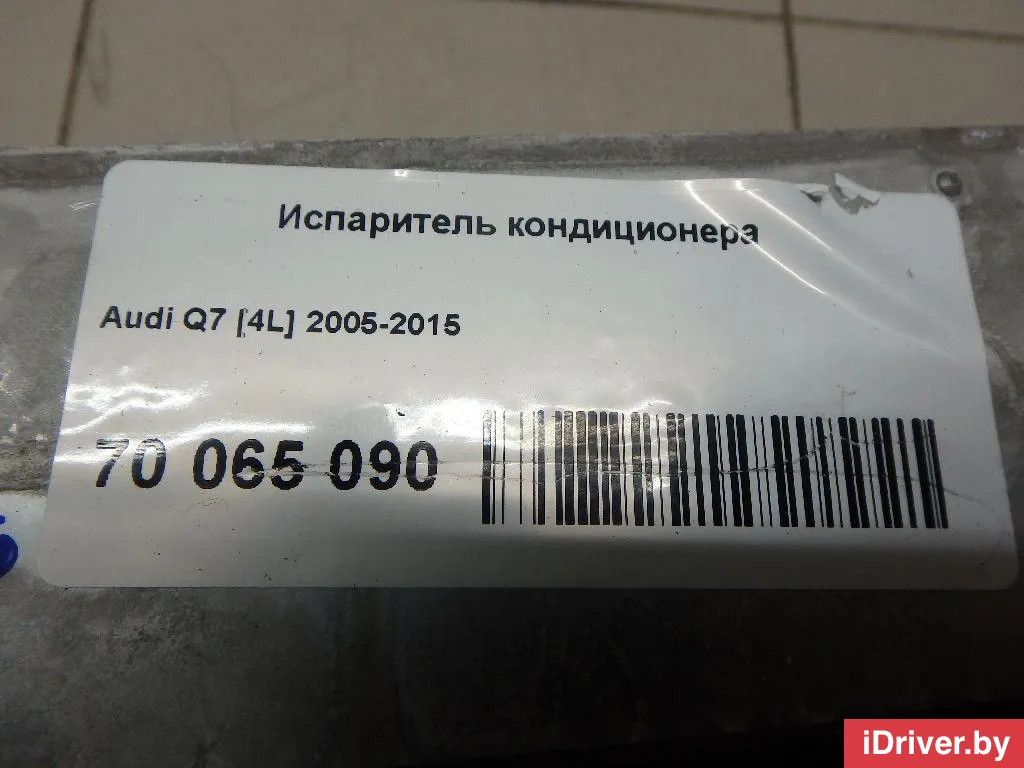 Испаритель кондиционера
Audi Q7 [4L] 2005-2015
70 065 090
iDriver.by